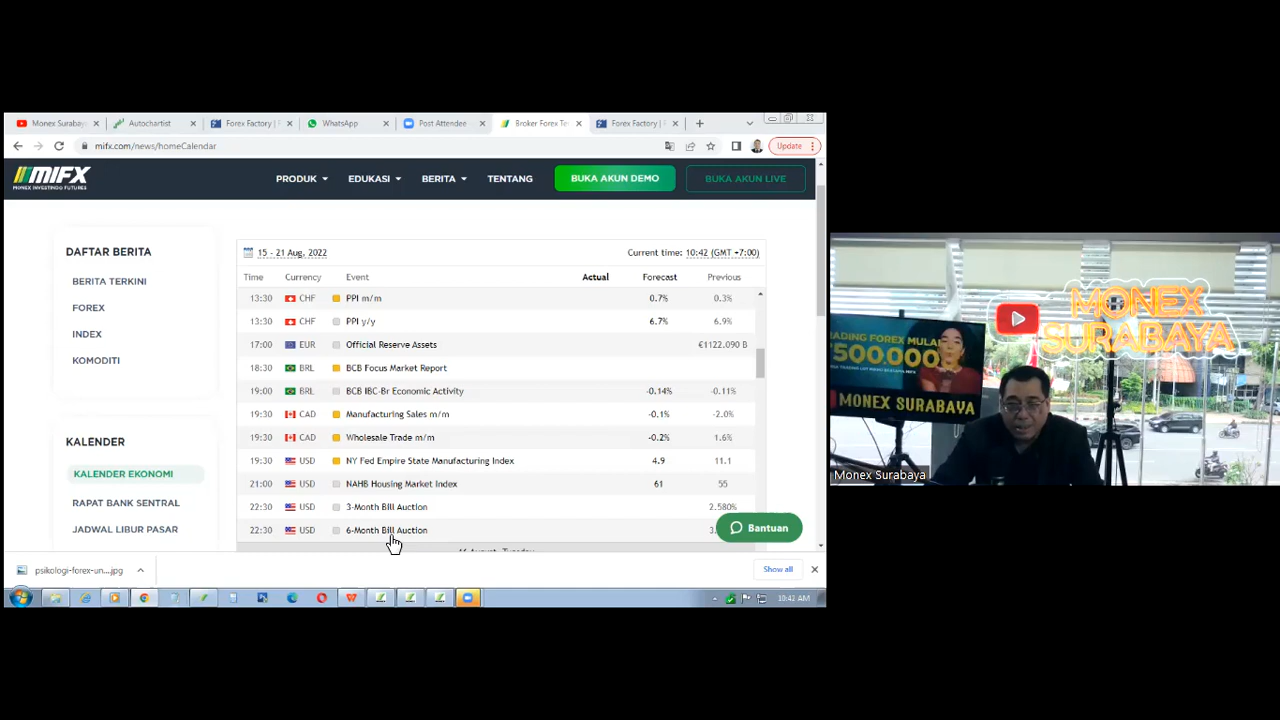 Monex Surabay
Autochartist
Forex Factory |
WhatsApp
Post Attendee
Broker Forex Te
Forex Factory |
mifx.com/news/homeCalendar
Update
MIFX
MONEX INVESTINDO FUTURES
PRODUK
EDUKASI
BERITA
TENTANG
BUKA AKUN DEMO
BUKA AKUN LIVE
DAFTAR BERITA
BERITA TERKINI
FOREX
INDEX
KOMODITI
KALENDER
KALENDER EKONOMI
RAPAT BANK SENTRAL
JADWAL LIBUR PASAR
15 - 21 Aug, 2022
Current time: 10:42 (GMT +7:00)
Time Currency Event Actual Forecast Previous
13:30 CHF PPI m/m 0.7% 0.3%
13:30 CHF PPI y/y 6.7% 6.9%
17:00 EUR Official Reserve Assets €1122.090 B
18:30 BRL BCB Focus Market Report
19:00 BRL BCB IBC-Br Economic Activity -0.14% -0.11%
19:30 CAD Manufacturing Sales m/m -0.1% -2.0%
19:30 CAD Wholesale Trade m/m -0.2% 1.6%
19:30 USD NY Fed Empire State Manufacturing Index 4.9 11.1
21:00 USD NAHB Housing Market Index 61 55
22:30 USD 3-Month Bill Auction 2.580%
22:30 USD 6-Month Bill Auction 3.
16 August, Tuesday
Bantuan
psikologi-forex-un....jpg
Show all
10:42 AM
MONEX
SURABAYA
RADING FOREX MULA
500.000
MONEX SURABAYA
Monex Surabaya